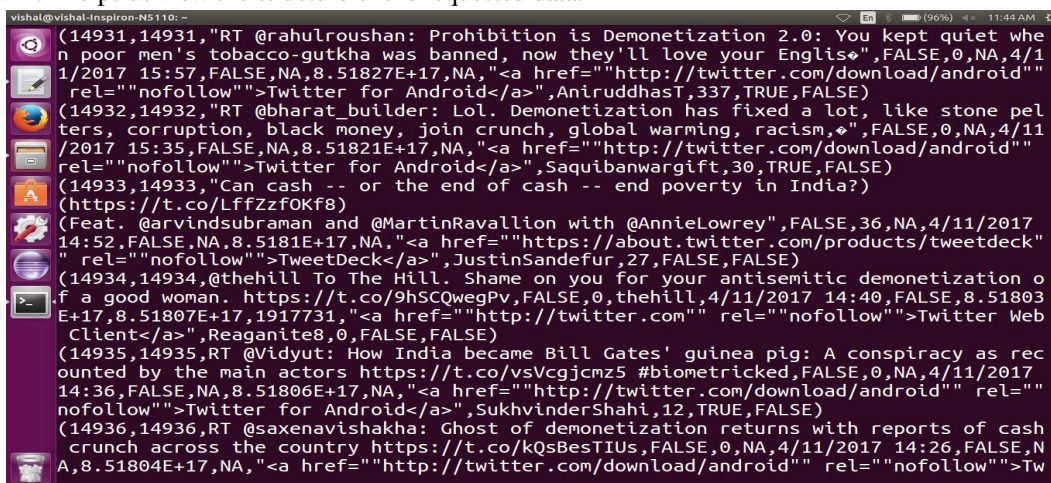 vishal@vishal-Inspiron-N5110: ~
En (96%) 11:44 AM
(14931,14931,"RT @rahulroushan: Prohibition is Demonetization 2.0: You kept quiet whe
n poor men's tobacco-gutkha was banned, now they'll love your Englis�",FALSE,0,NA,4/1
1/2017 15:57,FALSE,NA,8.51827E+17,NA,"<a href=""http://twitter.com/download/android""
 rel=""nofollow"">Twitter for Android</a>",AniruddhasT,337,TRUE,FALSE)
(14932,14932,"RT @bharat_builder: Lol. Demonetization has fixed a lot, like stone pel
ters, corruption, black money, join crunch, global warming, racism,�",FALSE,0,NA,4/11
/2017 15:35,FALSE,NA,8.51821E+17,NA,"<a href=""http://twitter.com/download/android""
rel=""nofollow"">Twitter for Android</a>",Saquibanwargift,30,TRUE,FALSE)
(14933,14933,"Can cash -- or the end of cash -- end poverty in India?)
(https://t.co/LffZzfOKf8)
(Feat. @arvindsubraman and @MartinRavallion with @AnnieLowrey",FALSE,36,NA,4/11/2017
14:52,FALSE,NA,8.5181E+17,NA,"<a href=""https://about.twitter.com/products/tweetdeck"
" rel=""nofollow"">TweetDeck</a>",JustinSandefur,27,FALSE,FALSE)
(14934,14934,@thehill To The Hill. Shame on you for your antisemitic demonetization o
f a good woman. https://t.co/9hSCQwegPv,FALSE,0,thehill,4/11/2017 14:40,FALSE,8.51803
E+17,8.51807E+17,1917731,"<a href=""http://twitter.com"" rel=""nofollow"">Twitter Web
 Client</a>",Reaganite8,0,FALSE,FALSE)
(14935,14935,RT @Vidyut: How India became Bill Gates' guinea pig: A conspiracy as rec
ounted by the main actors https://t.co/vsVcgjcmz5 #biometricked,FALSE,0,NA,4/11/2017
14:36,FALSE,NA,8.51806E+17,NA,"<a href=""http://twitter.com/download/android"" rel=""
nofollow"">Twitter for Android</a>",SukhvinderShahi,12,TRUE,FALSE)
(14936,14936,RT @saxenavishakha: Ghost of demonetization returns with reports of cash
 crunch across the country https://t.co/kQsBesTIUs,FALSE,0,NA,4/11/2017 14:26,FALSE,N
A,8.51804E+17,NA,"<a href=""http://twitter.com/download/android"" rel=""nofollow"">Tw